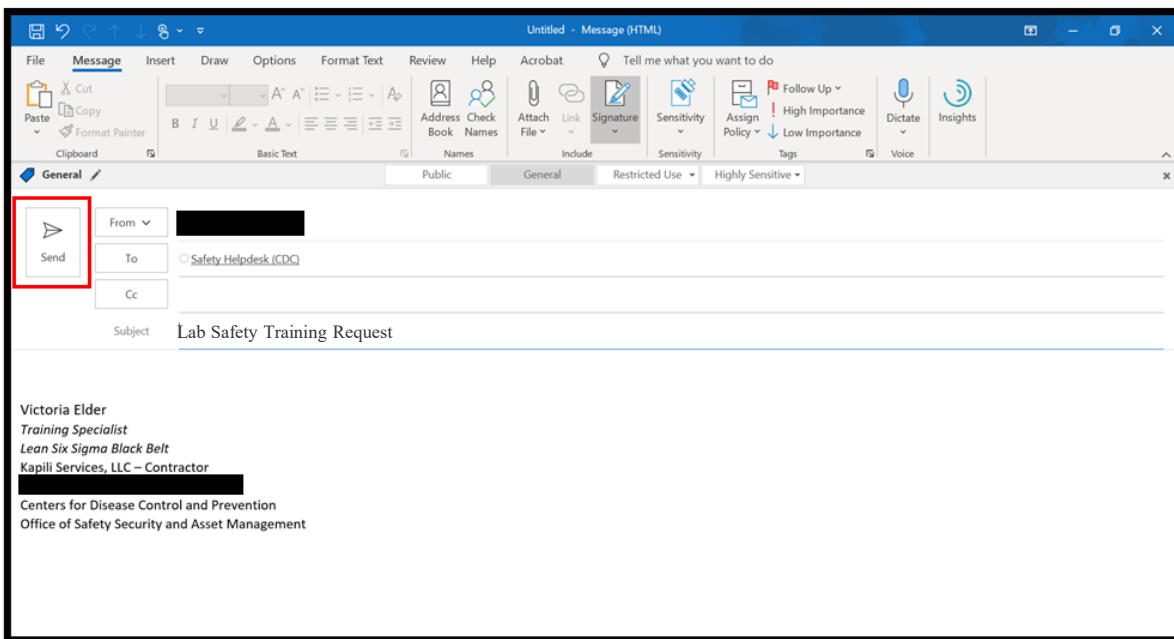 Untitled - Message (HTML)
File Message Insert Draw Options Format Text Review Help Acrobat Tell me what you want to do
Paste
Cut
Copy
Format Painter
Clipboard
A^ A˅
B I U A
Basic Text
Address Book
Check Names
Names
Attach File
Link
Signature
Include
Sensitivity
Sensitivity
Assign Policy
Follow Up
High Importance
Low Importance
Tags
Dictate
Voice
Insights
General Public General Restricted Use Highly Sensitive
Send
From
To Safety Helpdesk (CDC)
Cc
Subject Lab Safety Training Request
Victoria Elder
Training Specialist
Lean Six Sigma Black Belt
Kapili Services, LLC – Contractor
Centers for Disease Control and Prevention
Office of Safety Security and Asset Management